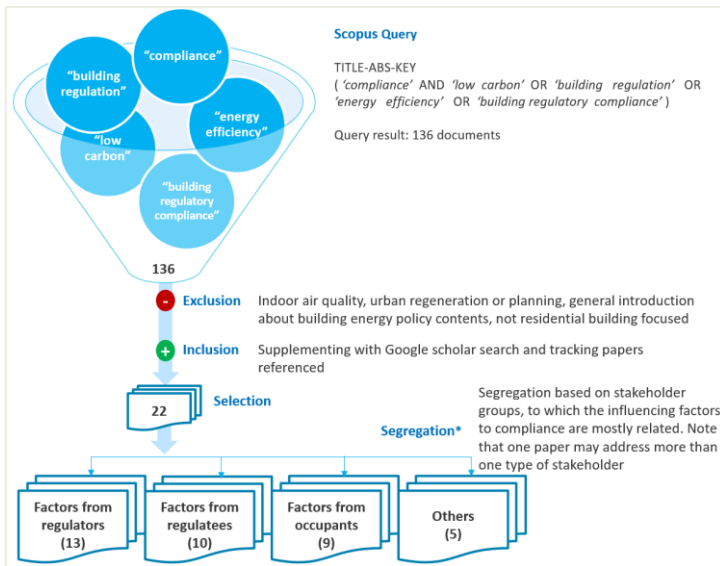 “compliance”
“building
regulation”
“energy
efficiency”
“low
carbon”
“building
regulatory
compliance”
136
Scopus Query
TITLE-ABS-KEY
( ‘compliance’ AND ‘low carbon’ OR ‘building regulation’ OR
‘energy efficiency’ OR ‘building regulatory compliance’ )
Query result: 136 documents
-
Exclusion
Indoor air quality, urban regeneration or planning, general introduction
about building energy policy contents, not residential building focused
+
Inclusion
Supplementing with Google scholar search and tracking papers
referenced
22
Selection
Segregation*
Segregation based on stakeholder
groups, to which the influencing factors
to compliance are mostly related. Note
that one paper may address more than
one type of stakeholder
Factors from
regulators
(13)
Factors from
regulatees
(10)
Factors from
occupants
(9)
Others
(5)